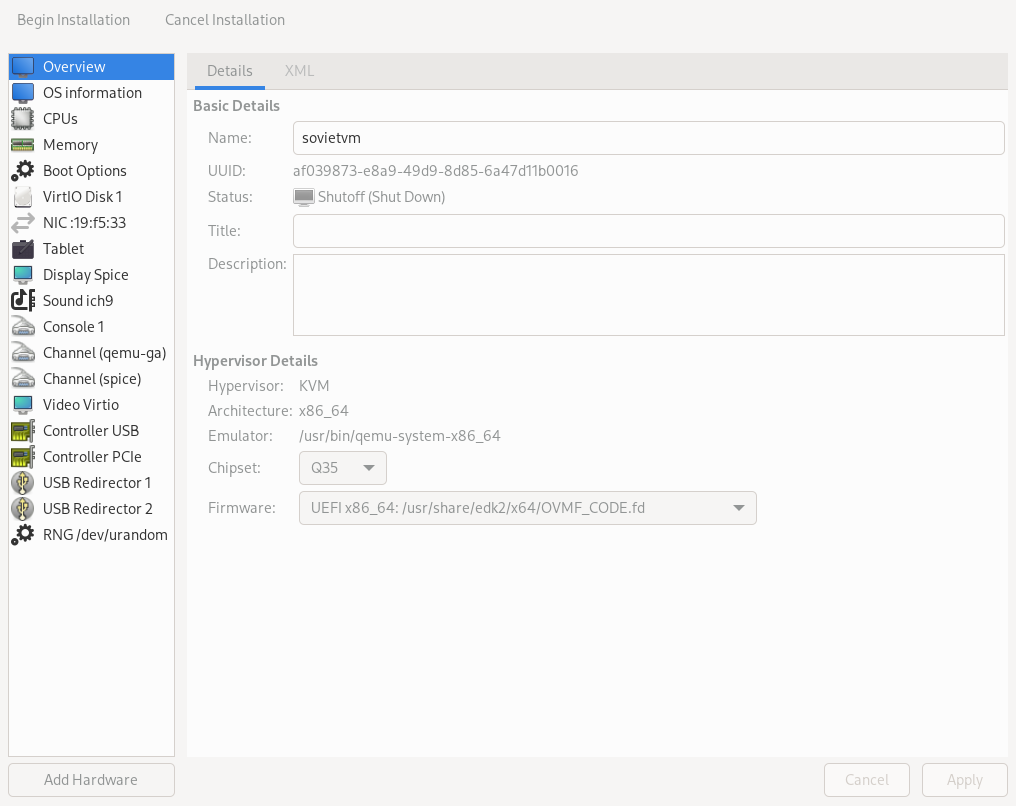 Begin Installation Cancel Installation
Overview
OS information
CPUs
Memory
Boot Options
VirtIO Disk 1
NIC :19:f5:33
Tablet
Display Spice
Sound ich9
Console 1
Channel (qemu-ga)
Channel (spice)
Video Virtio
Controller USB
Controller PCIe
USB Redirector 1
USB Redirector 2
RNG /dev/urandom
Add Hardware
Details XML
Basic Details
Name: sovietvm
UUID: af039873-e8a9-49d9-8d85-6a47d11b0016
Status: Shutoff (Shut Down)
Title:
Description:
Hypervisor Details
Hypervisor: KVM
Architecture: x86_64
Emulator: /usr/bin/qemu-system-x86_64
Chipset: Q35
Firmware: UEFI x86_64: /usr/share/edk2/x64/OVMF_CODE.fd
Cancel Apply